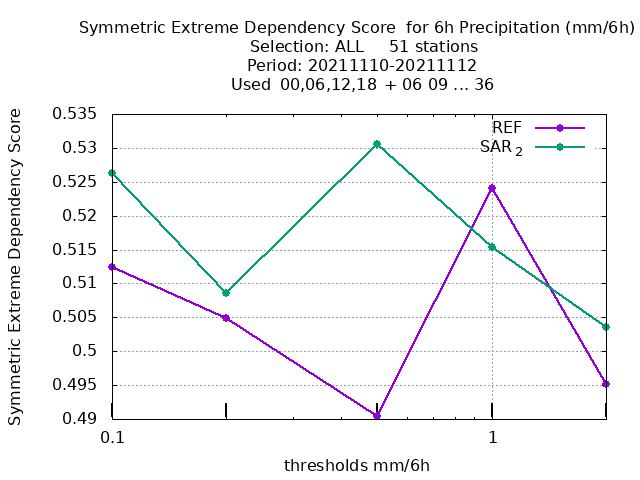 Symmetric Extreme Dependency Score  for 6h Precipitation (mm/6h)
Selection: ALL     51 stations
Period: 20211110-20211112
Used  00,06,12,18  + 06 09 ... 36
Symmetric Extreme Dependency Score
0.535
0.53
0.525
0.52
0.515
0.51
0.505
0.5
0.495
0.49
REF
SAR 2
0.1
1
thresholds mm/6h